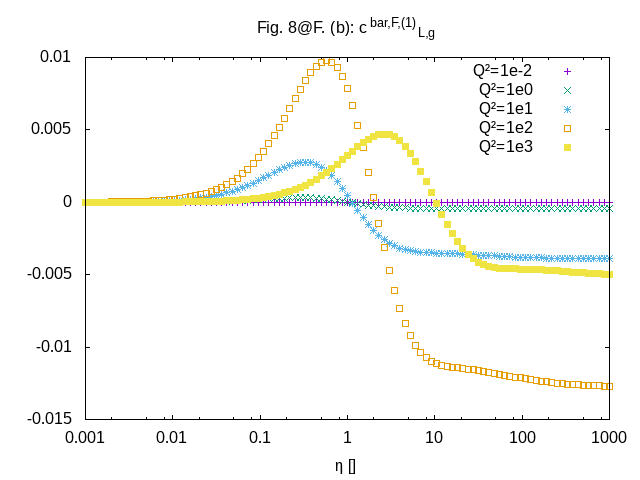 Fig. 8@F. (b): c bar,F,(1) L,g
Q²=1e-2
Q²=1e0
Q²=1e1
Q²=1e2
Q²=1e3
0.01
0.005
0
-0.005
-0.01
-0.015
0.001 0.01 0.1 1 10 100 1000
η []